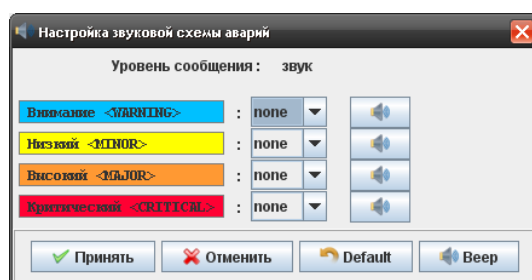 Настройка звуковой схемы аварий
Уровень сообщения : звук
Внимание <WARNING> : none
Низкий <MINOR> : none
Высокий <MAJOR> : none
Критический <CRITICAL> : none
Принять Отменить Default Beep